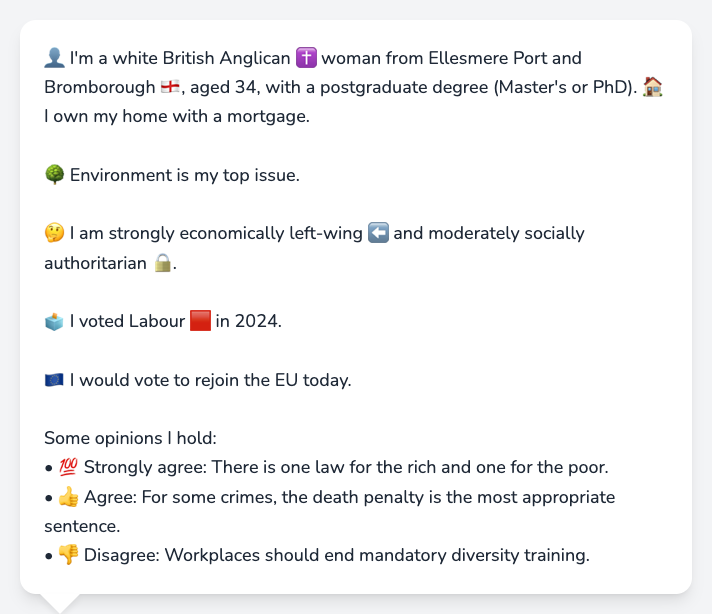 👤 I'm a white British Anglican ✝️ woman from Ellesmere Port and
Bromborough 🏴󠁧󠁢󠁥󠁮󠁧󠁿, aged 34, with a postgraduate degree (Master's or PhD). 🏠
I own my home with a mortgage.
🌳 Environment is my top issue.
🤔 I am strongly economically left-wing ⬅️ and moderately socially
authoritarian 🔒.
🗳️ I voted Labour 🟥 in 2024.
🇪🇺 I would vote to rejoin the EU today.
Some opinions I hold:
• 💯 Strongly agree: There is one law for the rich and one for the poor.
• 👍 Agree: For some crimes, the death penalty is the most appropriate
sentence.
• 👎 Disagree: Workplaces should end mandatory diversity training.